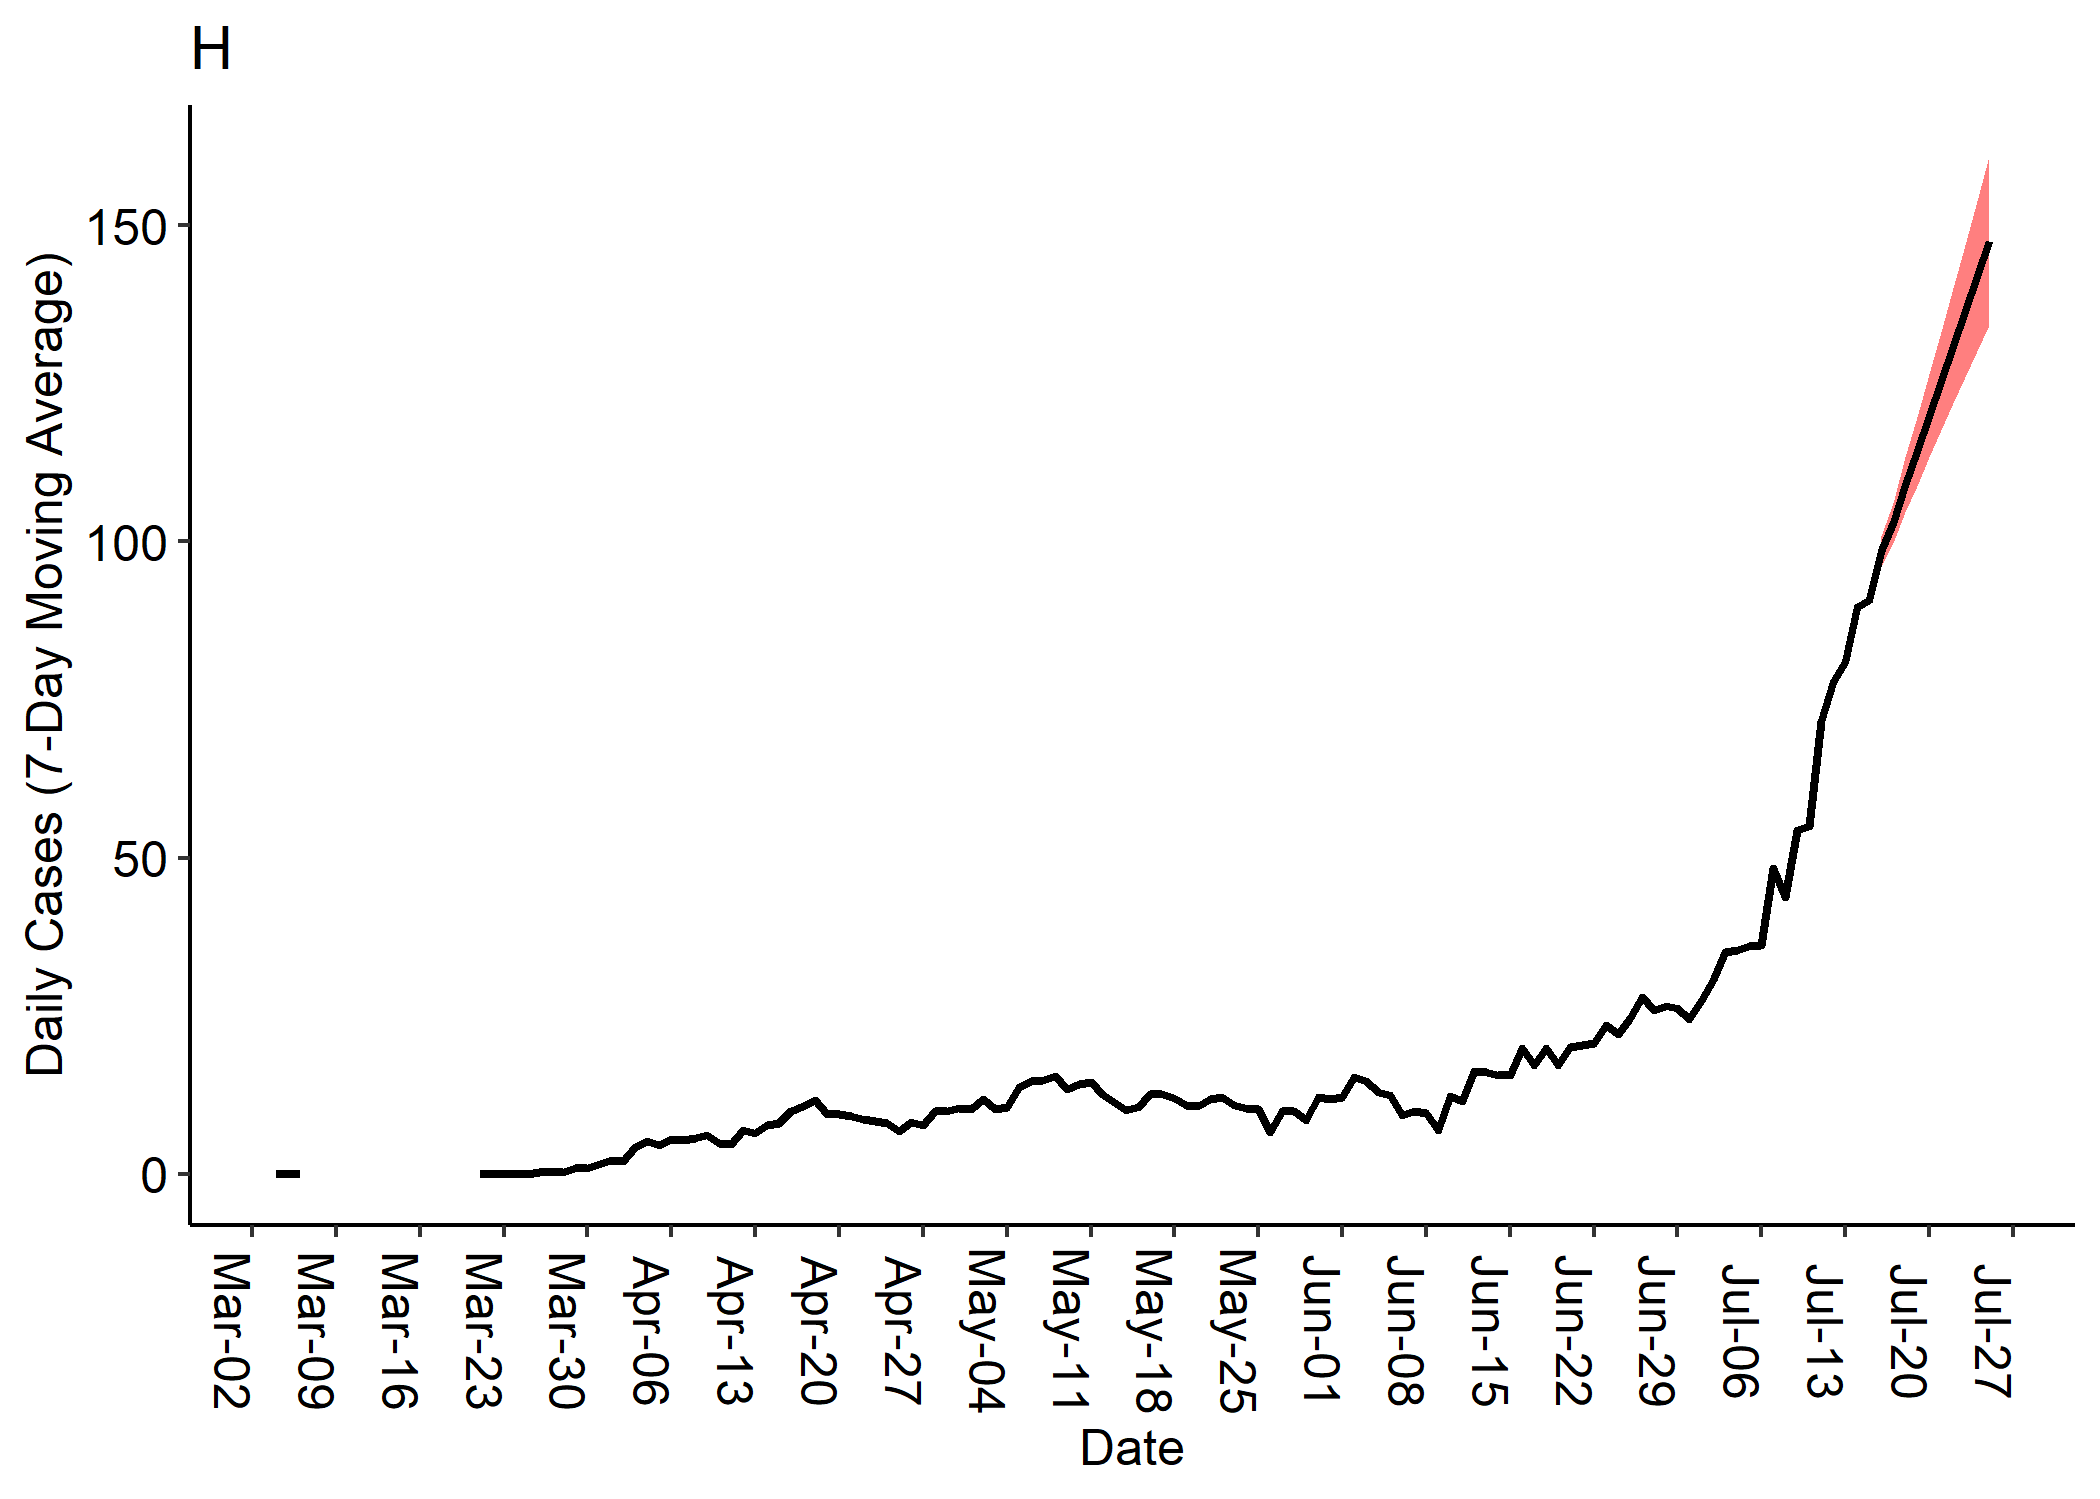 H
Daily Cases (7-Day Moving Average)
150
100
50
0
Mar-02
Mar-09
Mar-16
Mar-23
Mar-30
Apr-06
Apr-13
Apr-20
Apr-27
May-04
May-11
May-18
May-25
Jun-01
Jun-08
Jun-15
Jun-22
Jun-29
Jul-06
Jul-13
Jul-20
Jul-27
Date